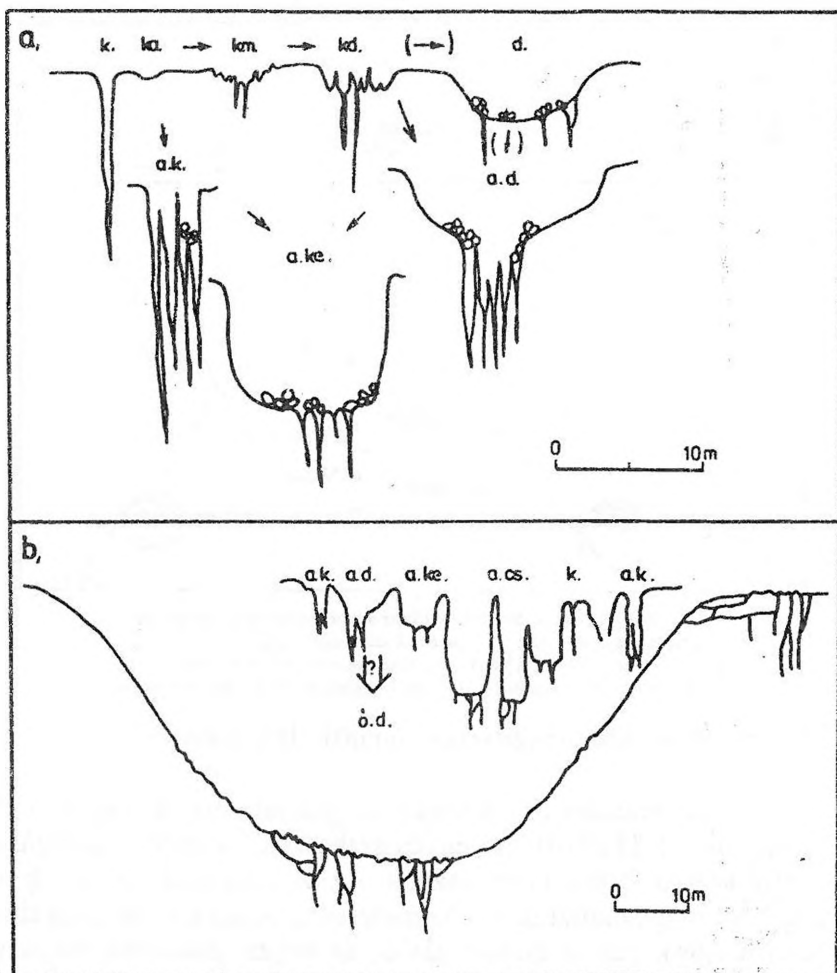 a,
k. ka. → km. → kd. (→) d.
↓
a.k.
(↓)
a.d.
a.ke.
0 10m
b,
a.k. a.d. a.ke. a.cs. k. a.k.
?
ö.d.
0 10m